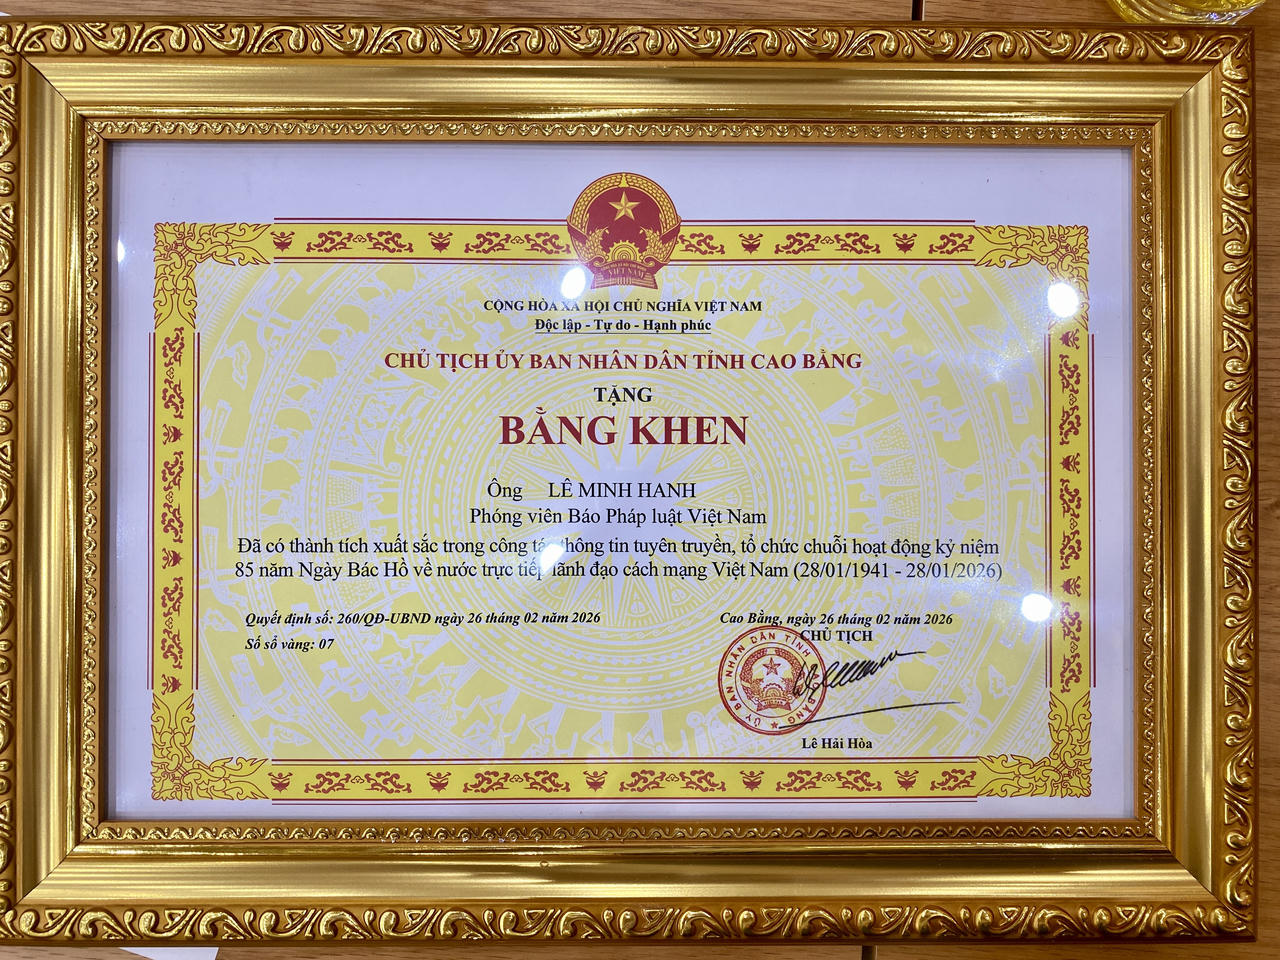 CỘNG HÒA XÃ HỘI CHỦ NGHĨA VIỆT NAM
Độc lập - Tự do - Hạnh phúc
CHỦ TỊCH ỦY BAN NHÂN DÂN TỈNH CAO BẰNG
TẶNG
BẰNG KHEN
Ông LÊ MINH HANH
Phóng viên Báo Pháp luật Việt Nam
Đã có thành tích xuất sắc trong công tác thông tin tuyên truyền, tổ chức chuỗi hoạt động kỷ niệm
85 năm Ngày Bác Hồ về nước trực tiếp lãnh đạo cách mạng Việt Nam (28/01/1941 - 28/01/2026)
Quyết định số: 260/QĐ-UBND ngày 26 tháng 02 năm 2026
Số sổ vàng: 07
Cao Bằng, ngày 26 tháng 02 năm 2026
CHỦ TỊCH
ỦY BAN NHÂN DÂN TỈNH
BẰNG
Lê Hải Hòa